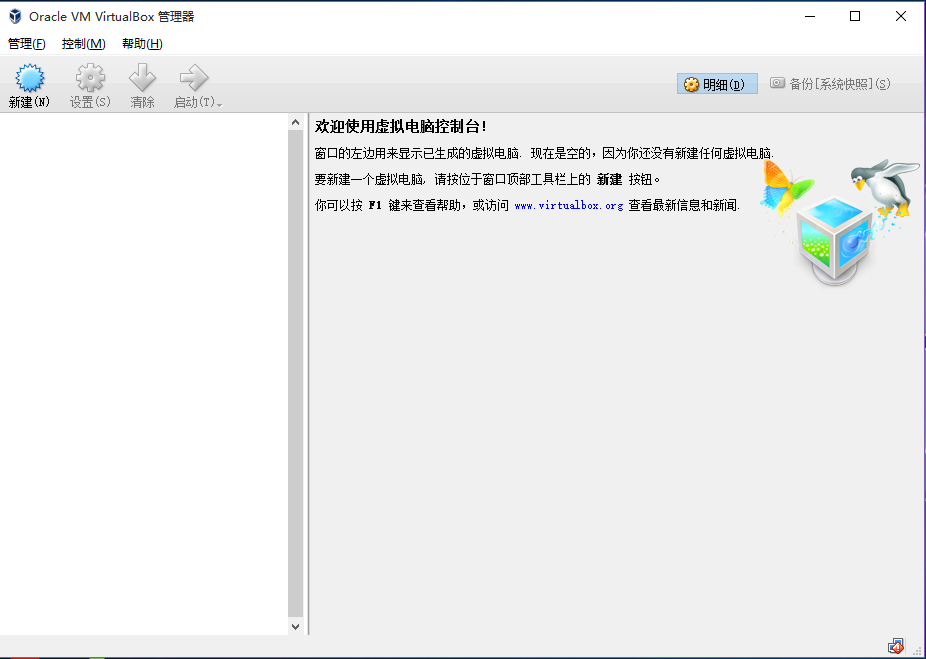 Oracle VM VirtualBox 管理器
管理(F) 控制(M) 帮助(H)
新建(N) 设置(S) 清除 启动(T) 明细(D) 备份[系统快照](S)
欢迎使用虚拟电脑控制台!
窗口的左边用来显示已生成的虚拟电脑. 现在是空的,因为你还没有新建任何虚拟电脑.
要新建一个虚拟电脑, 请按位于窗口顶部工具栏上的 新建 按钮。
你可以按 F1 键来查看帮助,或访问 www.virtualbox.org 查看最新信息和新闻.